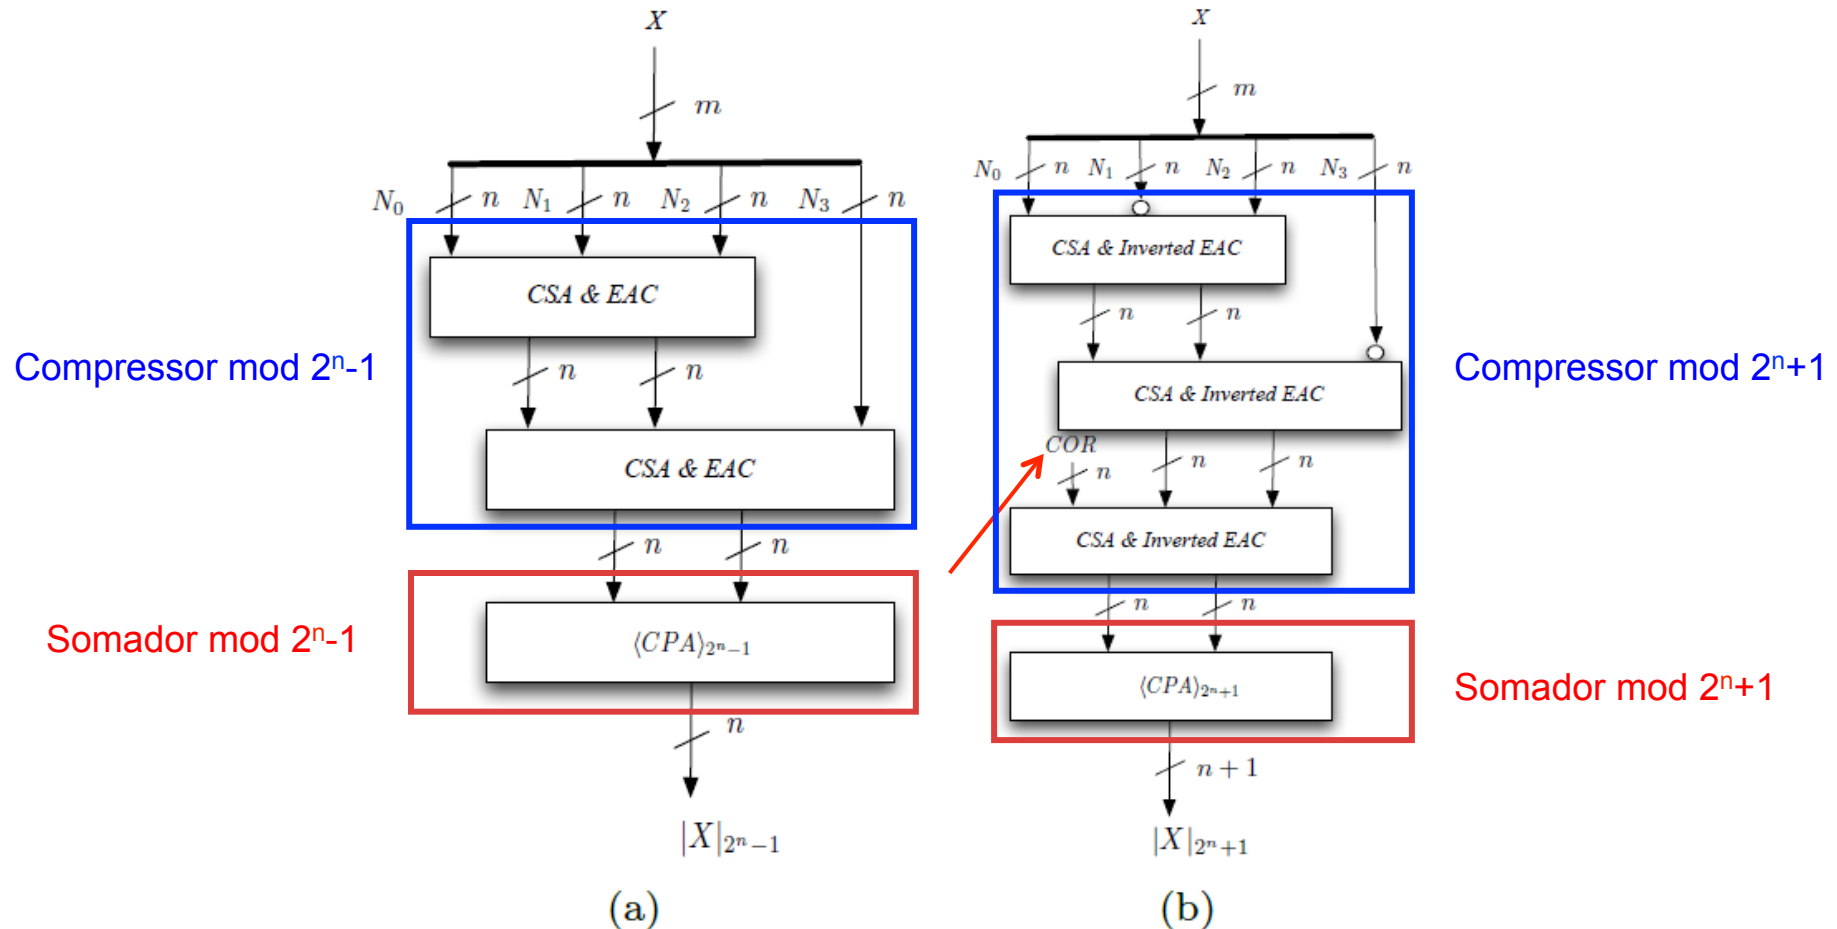 X
m
N₀ n N₁ n N₂ n N₃ n
CSA & EAC
n n
Compressor mod 2ⁿ-1
CSA & EAC
n n
Somador mod 2ⁿ-1
⟨CPA⟩₂ⁿ₋₁
n
|X|₂ⁿ₋₁
(a)
X
m
N₀ n N₁ n N₂ n N₃ n
CSA & Inverted EAC
n n
Compressor mod 2ⁿ+1
CSA & Inverted EAC
COR
n n n
CSA & Inverted EAC
n n
Somador mod 2ⁿ+1
⟨CPA⟩₂ⁿ₊₁
n + 1
|X|₂ⁿ₊₁
(b)